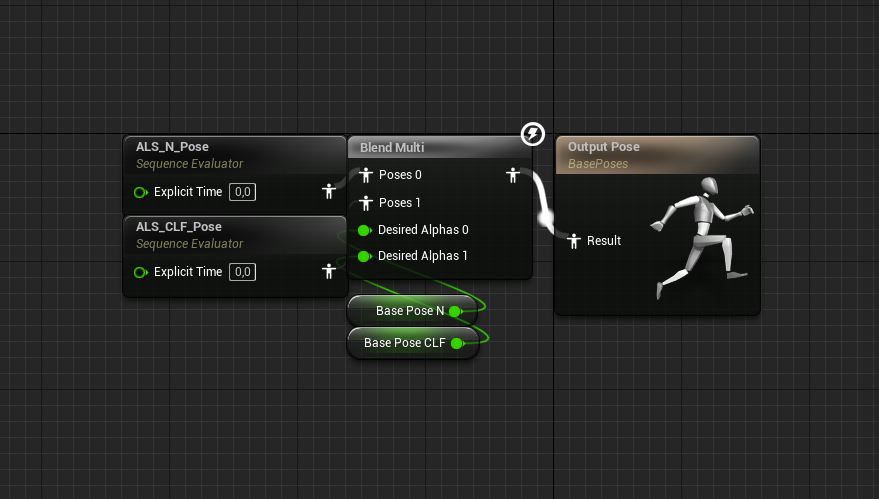 ALS_N_Pose
Sequence Evaluator
Explicit Time 0,0
ALS_CLF_Pose
Sequence Evaluator
Explicit Time 0,0
Blend Multi
Poses 0
Poses 1
Desired Alphas 0
Desired Alphas 1
Base Pose N
Base Pose CLF
Output Pose
BasePoses
Result